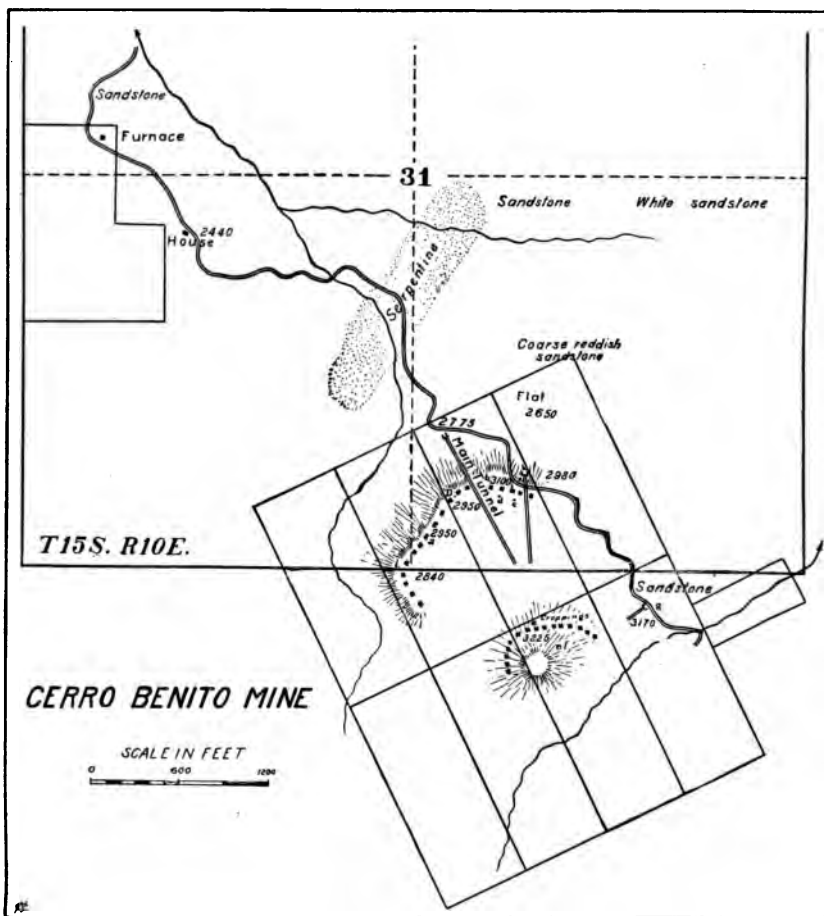 Sandstone
Furnace
31
Sandstone
White sandstone
2440
House
Serpentine
Coarse reddish
sandstone
Flat
2650
2775
Main Tunnel
3100
2980
2950
2950
T15S. R10E.
2840
Sandstone
R
3170
Croppings
3225
CERRO BENITO MINE
SCALE IN FEET
0 600 1200